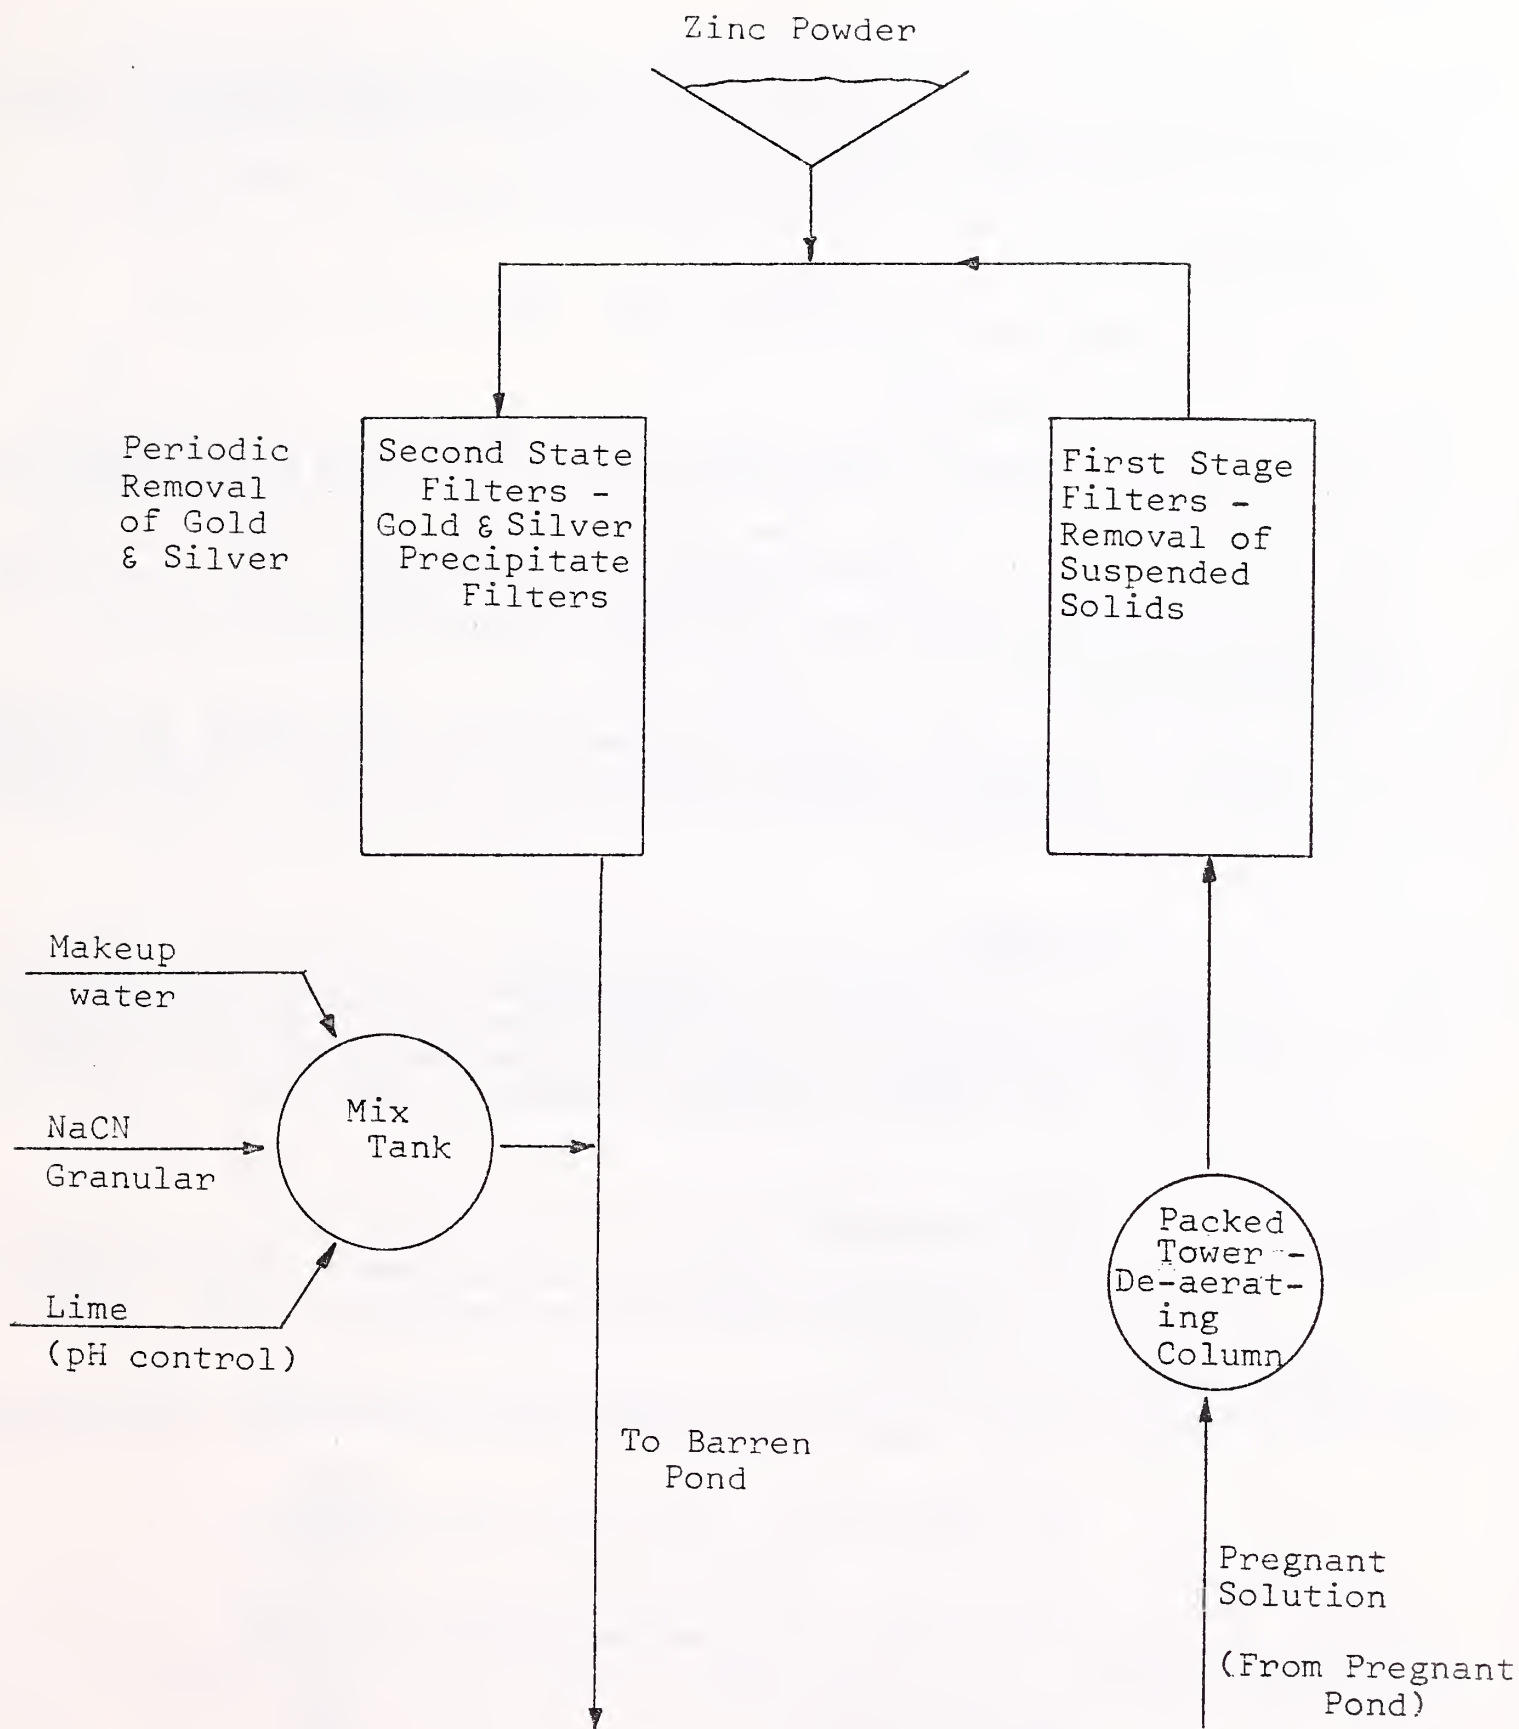 Zinc Powder
Periodic
Removal
of Gold
& Silver
Second State
Filters -
Gold & Silver
Precipitate
Filters
First Stage
Filters -
Removal of
Suspended
Solids
Makeup
water
NaCN
Granular
Lime
(pH control)
Mix
Tank
Packed
Tower -
De-aerat-
ing
Column
To Barren
Pond
Pregnant
Solution
(From Pregnant
Pond)